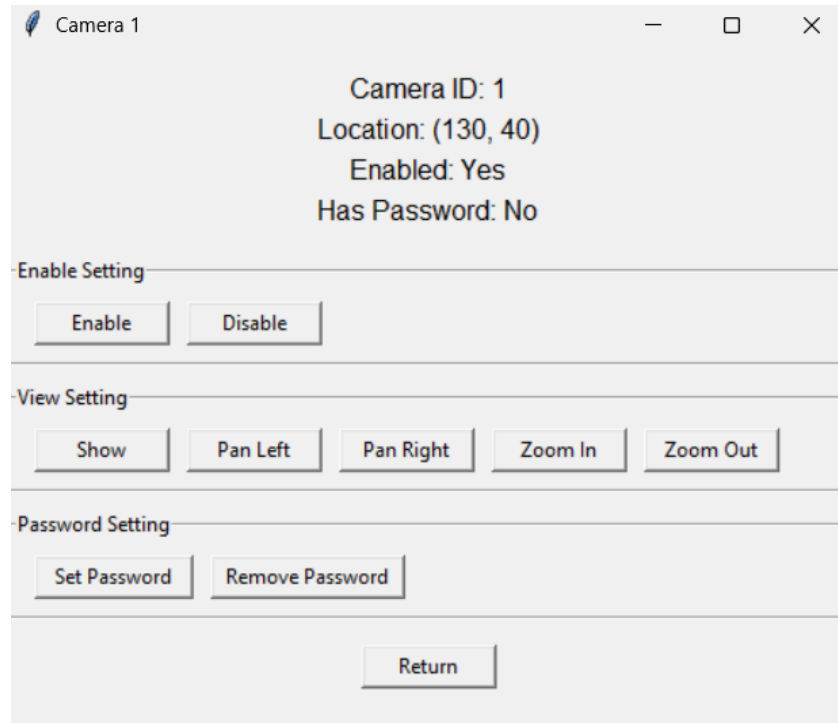 Camera 1
Camera ID: 1
Location: (130, 40)
Enabled: Yes
Has Password: No
Enable Setting
Enable Disable
View Setting
Show Pan Left Pan Right Zoom In Zoom Out
Password Setting
Set Password Remove Password
Return